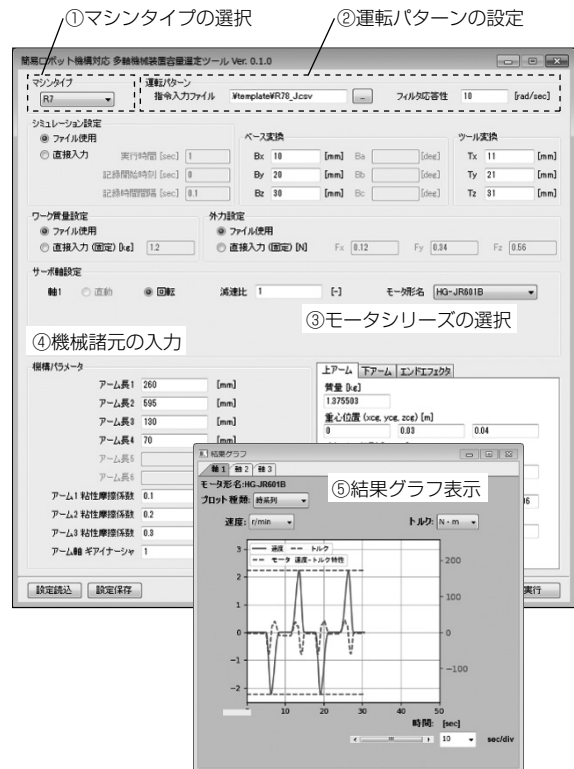 ①マシンタイプの選択
②運転パターンの設定
簡易ロボット機構対応 多軸機械装置容量選定ツール Ver. 0.1.0
マシンタイプ
R7
運転パターン
指令入力ファイル ¥template¥R78_J.csv ... フィルタ応答性 10 [rad/sec]
シミュレーション設定
ファイル使用
直接入力 実行時間 [sec] 1
記録開始時刻 [sec] 0
記録時間間隔 [sec] 0.1
ベース変換
Bx 10 [mm] Ba [deg]
By 20 [mm] Bb [deg]
Bz 30 [mm] Bc [deg]
ツール変換
Tx 11 [mm]
Ty 21 [mm]
Tz 31 [mm]
ワーク質量設定
ファイル使用
直接入力 (固定) [kg] 1.2
外力設定
ファイル使用
直接入力 (固定) [N] Fx 0.12 Fy 0.34 Fz 0.56
サーボ軸設定
軸1 直動 回転 減速比 1 [-] モータ形名 HG-JR601B
③モータシリーズの選択
④機械諸元の入力
機構パラメータ
アーム長1 260 [mm]
アーム長2 595 [mm]
アーム長3 130 [mm]
アーム長4 70 [mm]
アーム長5
アーム長6
アーム1 粘性摩擦係数 0.1
アーム2 粘性摩擦係数 0.2
アーム3 粘性摩擦係数 0.3
アーム軸 ギアイナーシャ 1
上アーム 下アーム エンドエフェクタ
質量 [kg]
1.375503
重心位置 (xcg, ycg, zcg) [m]
0 0.03 0.04
設定読込 設定保存
実行
結果グラフ
軸1 軸2 軸3
モータ形名:HG-JR601B
⑤結果グラフ表示
プロット種類: 時系列
速度: r/min トルク: N・m
速度 トルク
モータ 速度-トルク特性
3
2
1
0
-1
-2
200
100
0
-100
10 20 30 40 50
時間: [sec]
10 sec/div